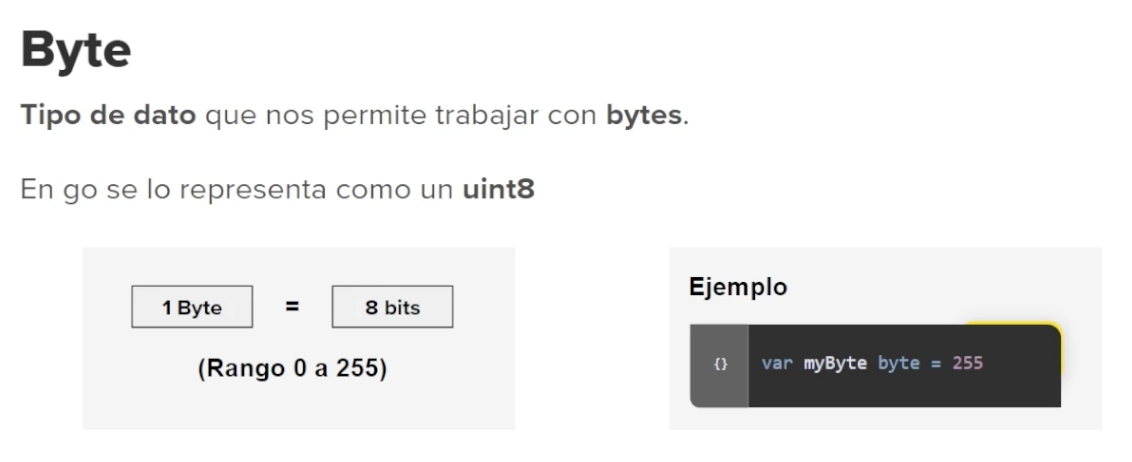 Byte
Tipo de dato que nos permite trabajar con bytes.
En go se lo representa como un uint8
1 Byte = 8 bits
(Rango 0 a 255)
Ejemplo
{} var myByte byte = 255